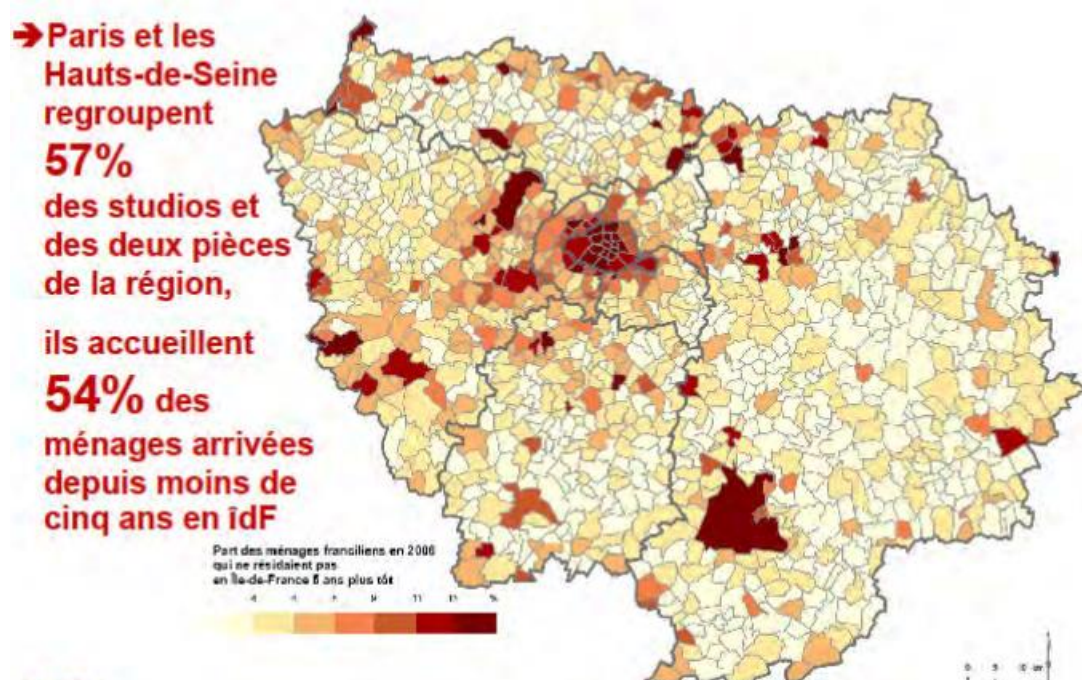 ➔Paris et les
Hauts-de-Seine
regroupent
57%
des studios et
des deux pièces
de la région,
ils accueillent
54% des
ménages arrivées
depuis moins de
cinq ans en îdF
Part des ménages franciliens en 2006
qui ne résidaient pas
en Île-de-France 5 ans plus tôt